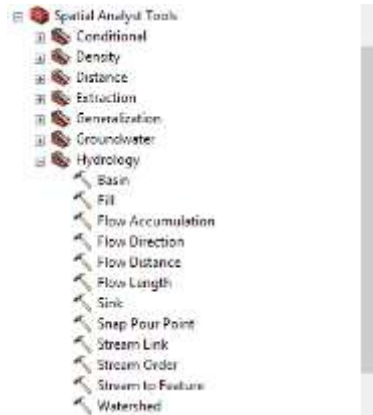 Spatial Analyst Tools
Conditional
Density
Distance
Extraction
Generalization
Groundwater
Hydrology
Basin
Fill
Flow Accumulation
Flow Direction
Flow Distance
Flow Length
Sink
Snap Pour Point
Stream Link
Stream Order
Stream to Feature
Watershed